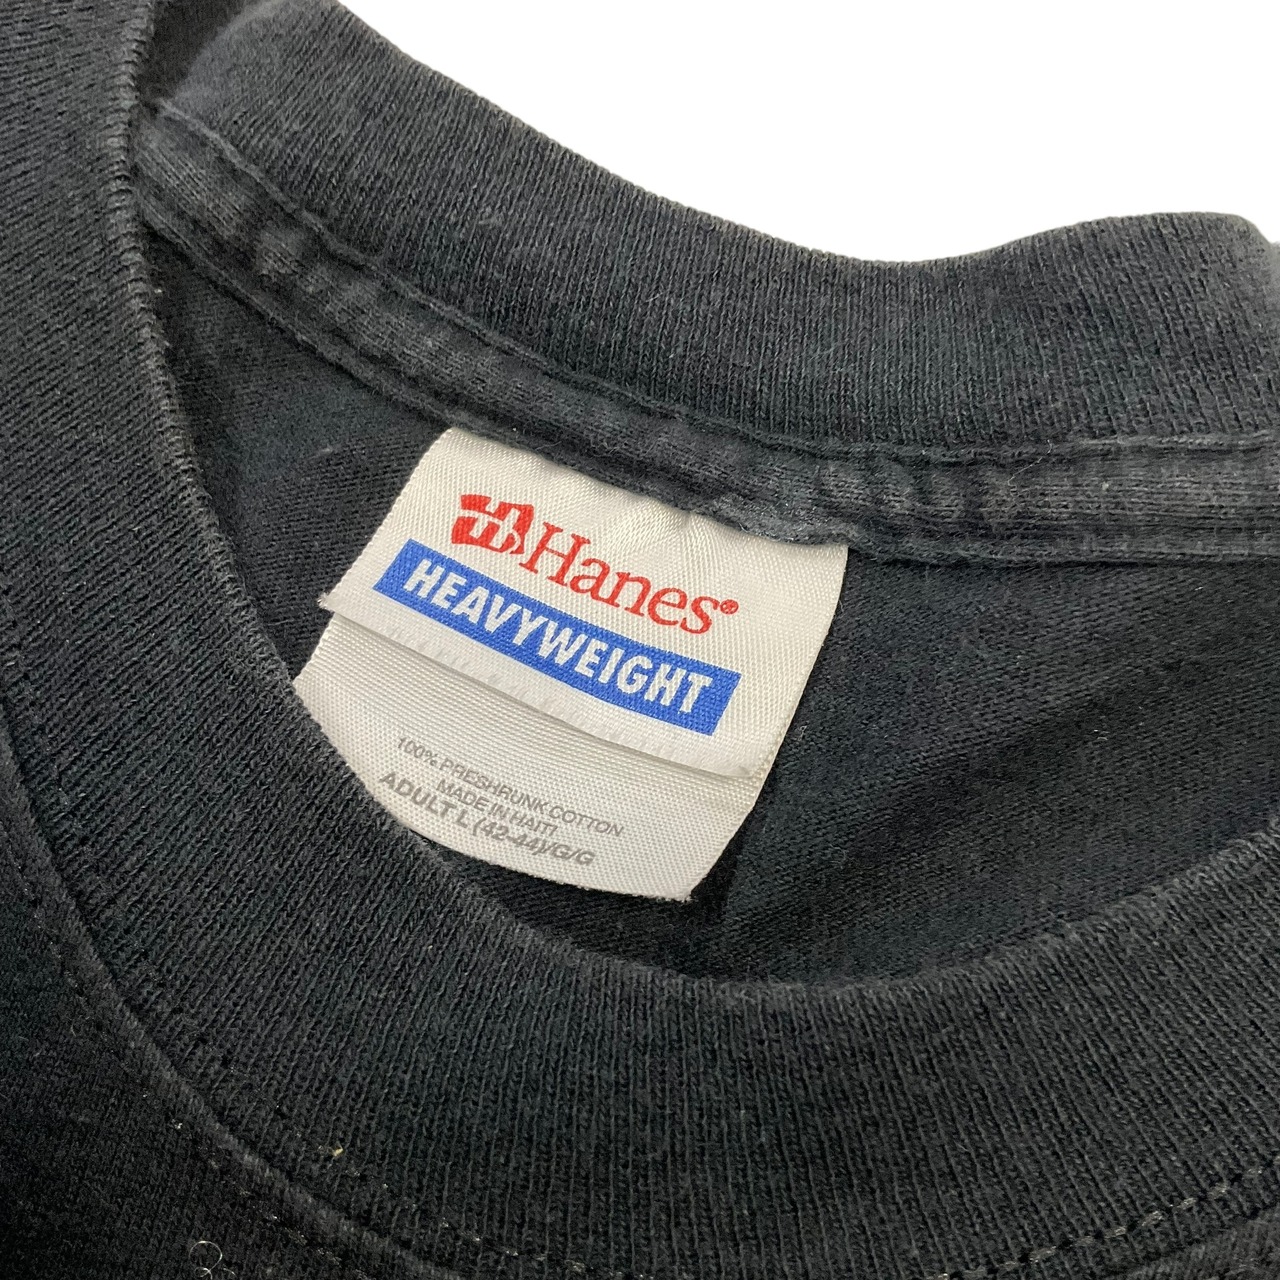 Hanes®
HEAVYWEIGHT
100% PRESHRUNK COTTON
MADE IN HAITI
ADULT L (42-44)/G/G